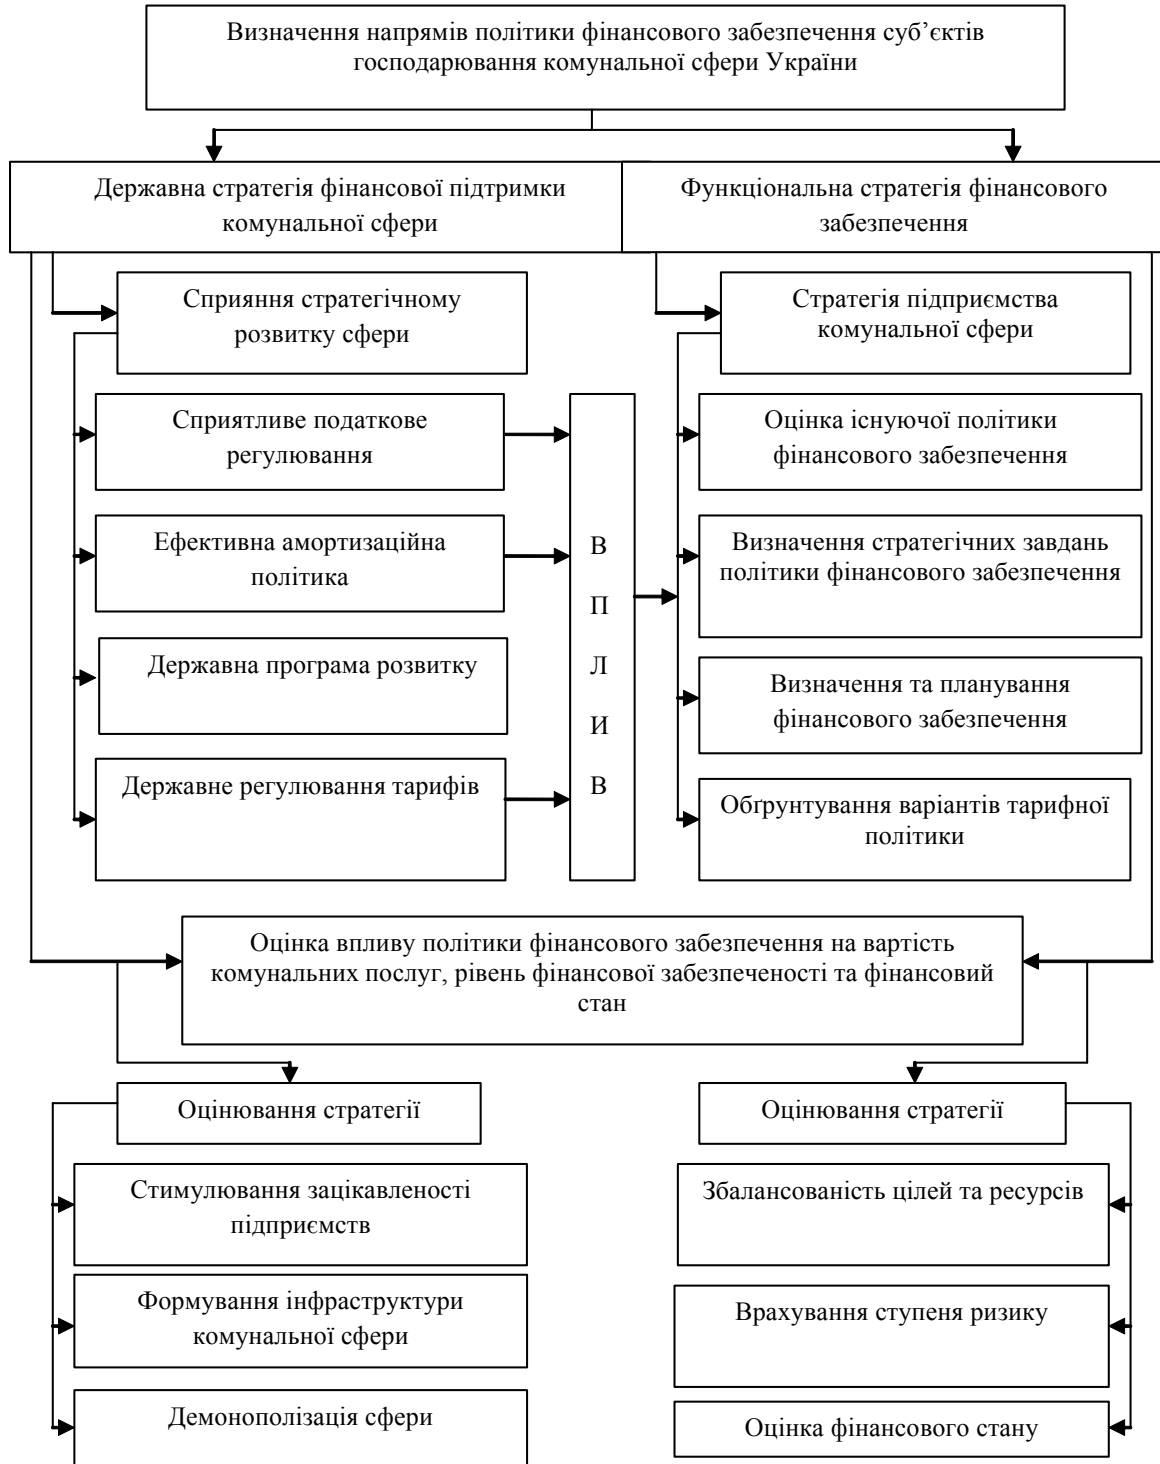 Визначення напрямів політики фінансового забезпечення суб’єктів
господарювання комунальної сфери України
Державна стратегія фінансової підтримки
комунальної сфери
Функціональна стратегія фінансового
забезпечення
Сприяння стратегічному
розвитку сфери
Стратегія підприємства
комунальної сфери
Сприятливе податкове
регулювання
Ефективна амортизаційна
політика
Державна програма розвитку
Державне регулювання тарифів
В
П
Л
И
В
Оцінка існуючої політики
фінансового забезпечення
Визначення стратегічних завдань
політики фінансового забезпечення
Визначення та планування
фінансового забезпечення
Обґрунтування варіантів тарифної
політики
Оцінка впливу політики фінансового забезпечення на вартість
комунальних послуг, рівень фінансової забезпеченості та фінансовий
стан
Оцінювання стратегії
Стимулювання зацікавленості
підприємств
Формування інфраструктури
комунальної сфери
Демонополізація сфери
Оцінювання стратегії
Збалансованість цілей та ресурсів
Врахування ступеня ризику
Оцінка фінансового стану